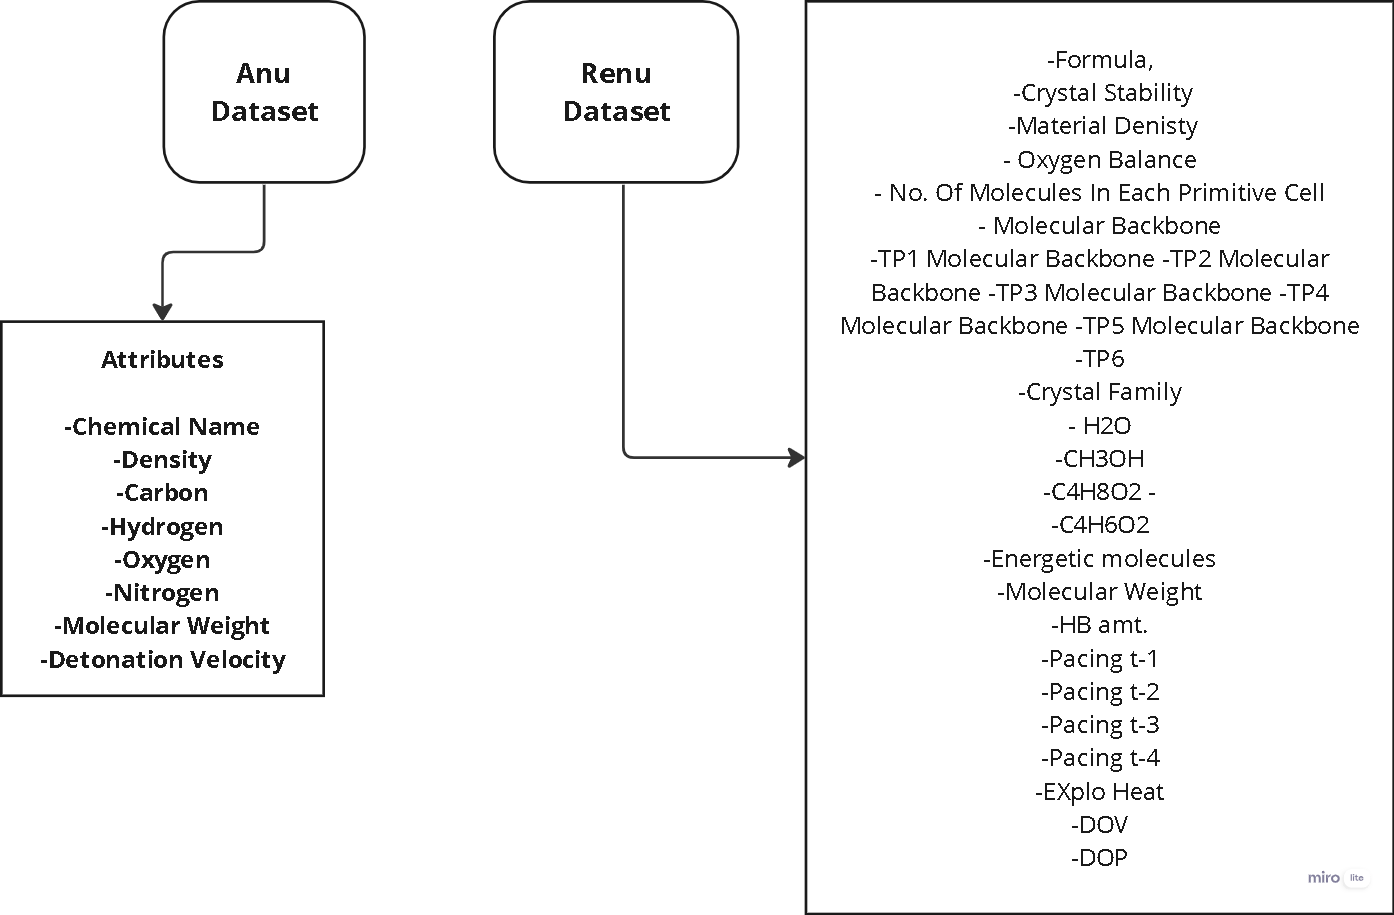 Anu
Dataset
Renu
Dataset
Attributes
-Chemical Name
-Density
-Carbon
-Hydrogen
-Oxygen
-Nitrogen
-Molecular Weight
-Detonation Velocity
-Formula,
-Crystal Stability
-Material Denisty
- Oxygen Balance
- No. Of Molecules In Each Primitive Cell
- Molecular Backbone
-TP1 Molecular Backbone -TP2 Molecular
Backbone -TP3 Molecular Backbone -TP4
Molecular Backbone -TP5 Molecular Backbone
-TP6
-Crystal Family
- H2O
-CH3OH
-C4H8O2 -
-C4H6O2
-Energetic molecules
-Molecular Weight
-HB amt.
-Pacing t-1
-Pacing t-2
-Pacing t-3
-Pacing t-4
-EXplo Heat
-DOV
-DOP
miro lite